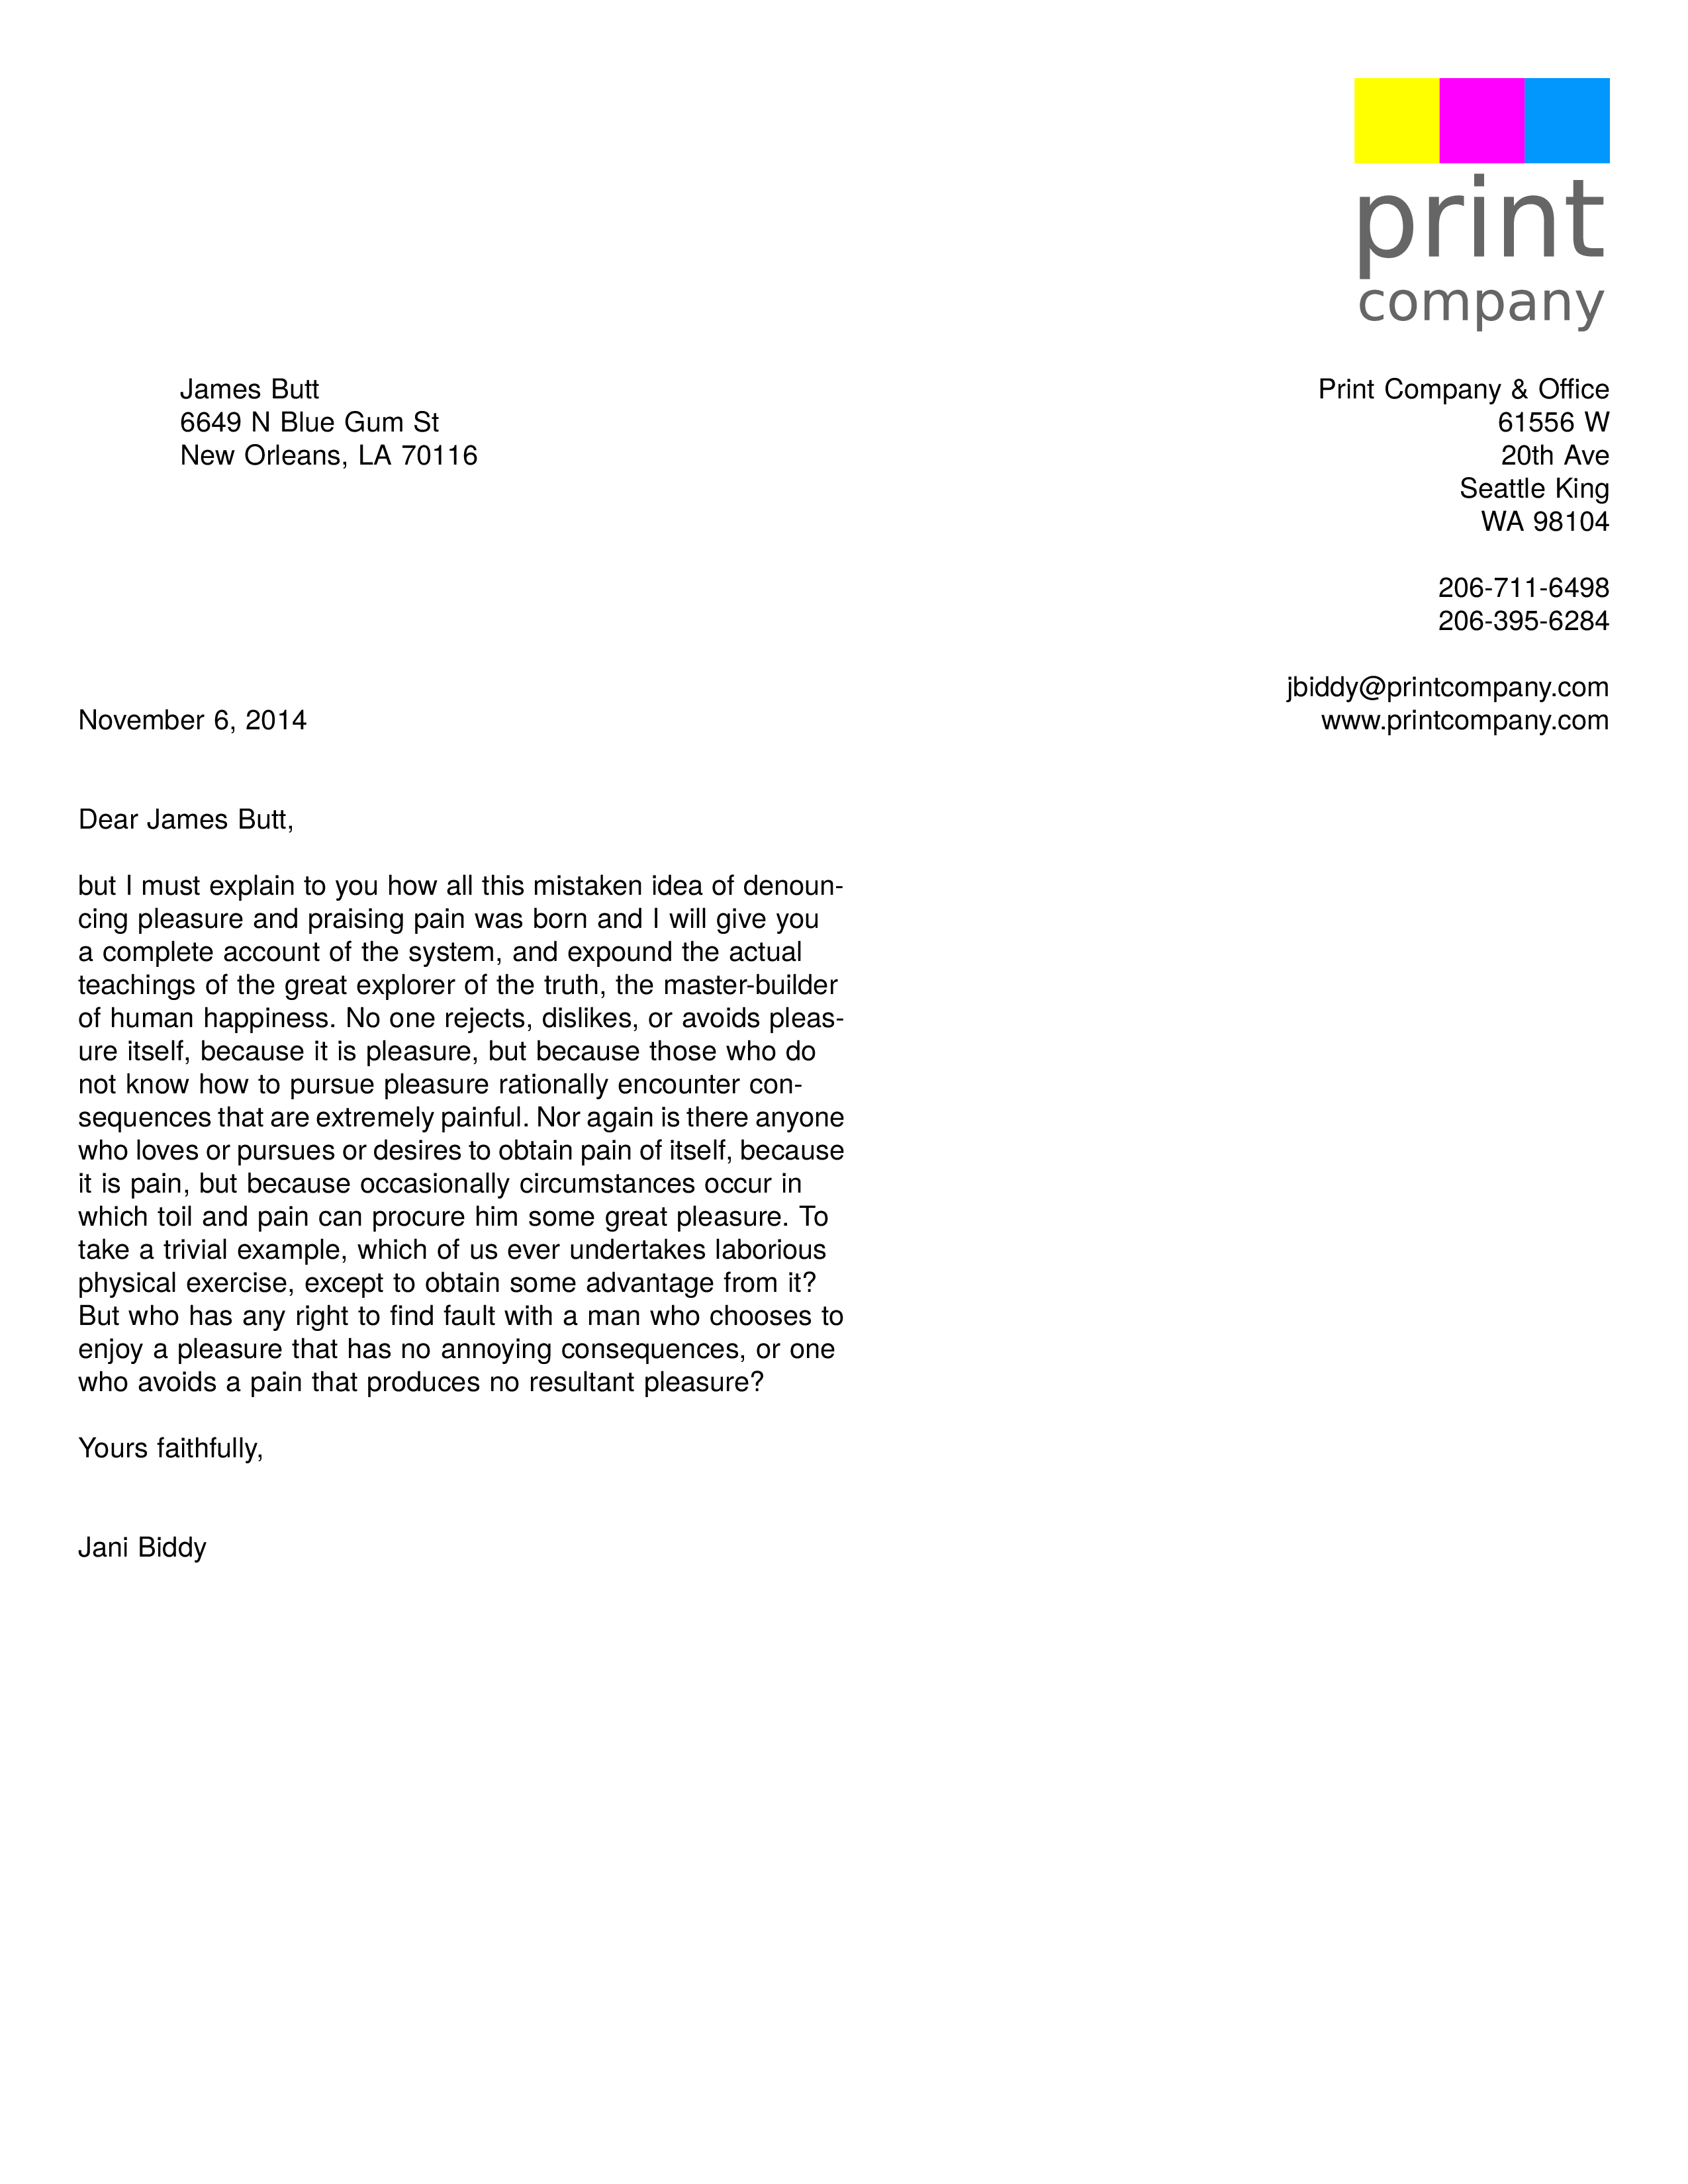 print
company
James Butt
6649 N Blue Gum St
New Orleans, LA 70116
Print Company & Office
61556 W
20th Ave
Seattle King
WA 98104
206-711-6498
206-395-6284
jbiddy@printcompany.com
www.printcompany.com
November 6, 2014
Dear James Butt,
but I must explain to you how all this mistaken idea of denoun-
cing pleasure and praising pain was born and I will give you
a complete account of the system, and expound the actual
teachings of the great explorer of the truth, the master-builder
of human happiness. No one rejects, dislikes, or avoids pleas-
ure itself, because it is pleasure, but because those who do
not know how to pursue pleasure rationally encounter con-
sequences that are extremely painful. Nor again is there anyone
who loves or pursues or desires to obtain pain of itself, because
it is pain, but because occasionally circumstances occur in
which toil and pain can procure him some great pleasure. To
take a trivial example, which of us ever undertakes laborious
physical exercise, except to obtain some advantage from it?
But who has any right to find fault with a man who chooses to
enjoy a pleasure that has no annoying consequences, or one
who avoids a pain that produces no resultant pleasure?
Yours faithfully,
Jani Biddy